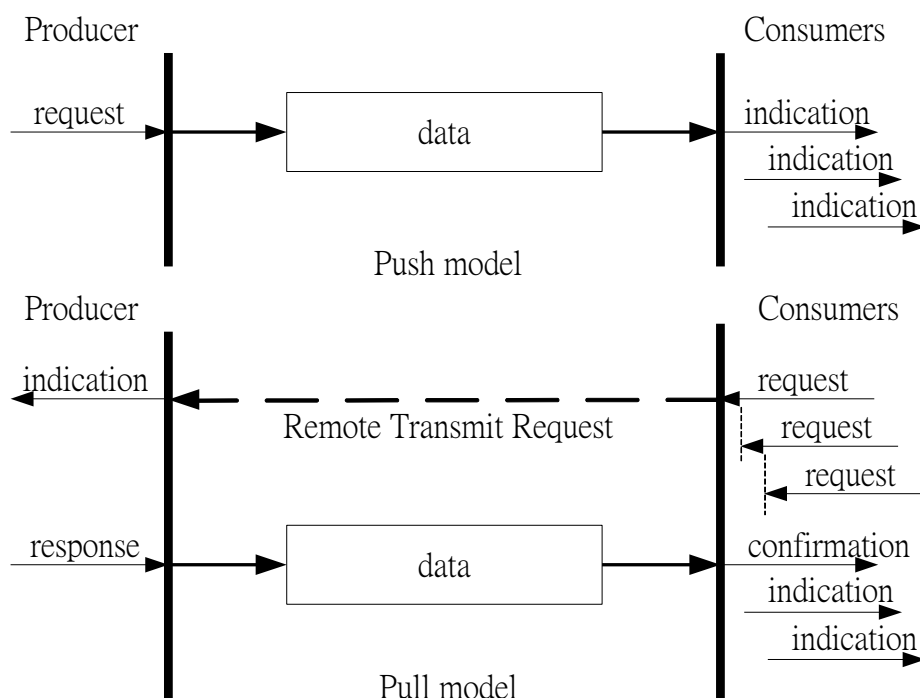 Producer
Consumers
request
data
indication
indication
indication
Push model
Producer
Consumers
indication
request
Remote Transmit Request
request
request
response
data
confirmation
indication
indication
Pull model